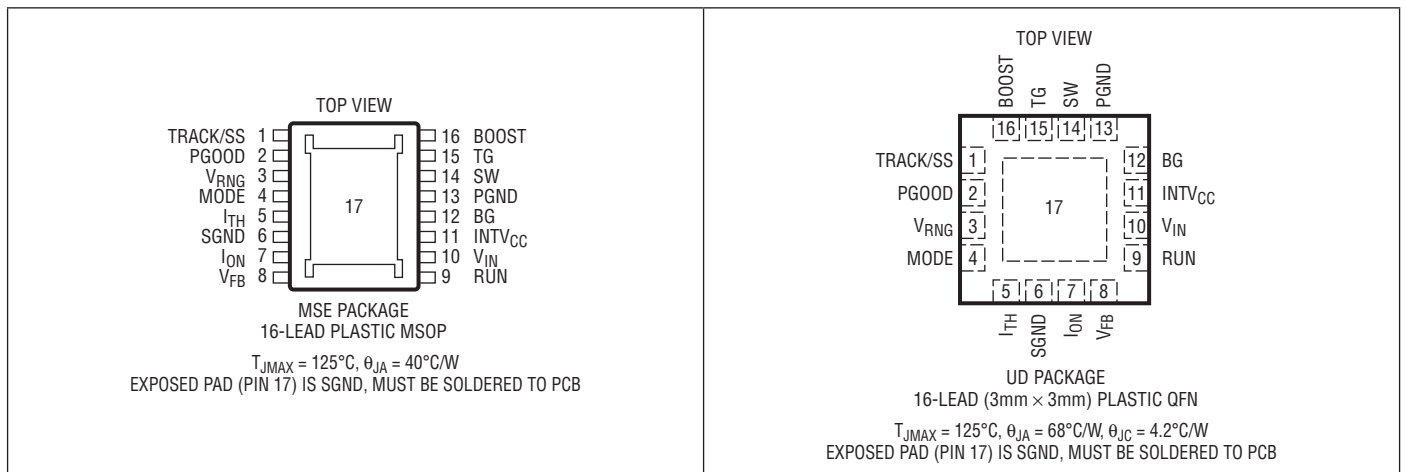 TOP VIEW
TRACK/SS 1
PGOOD 2
VRNG 3
MODE 4
ITH 5
SGND 6
ION 7
VFB 8
16 BOOST
15 TG
14 SW
13 PGND
12 BG
11 INTVCC
10 VIN
9 RUN
17
MSE PACKAGE
16-LEAD PLASTIC MSOP
TJMAX = 125°C, θJA = 40°C/W
EXPOSED PAD (PIN 17) IS SGND, MUST BE SOLDERED TO PCB
TOP VIEW
BOOST
TG
SW
PGND
16 15 14 13
TRACK/SS 1
PGOOD 2
VRNG 3
MODE 4
17
12 BG
11 INTVCC
10 VIN
9 RUN
5 6 7 8
ITH
SGND
ION
VFB
UD PACKAGE
16-LEAD (3mm × 3mm) PLASTIC QFN
TJMAX = 125°C, θJA = 68°C/W, θJC = 4.2°C/W
EXPOSED PAD (PIN 17) IS SGND, MUST BE SOLDERED TO PCB